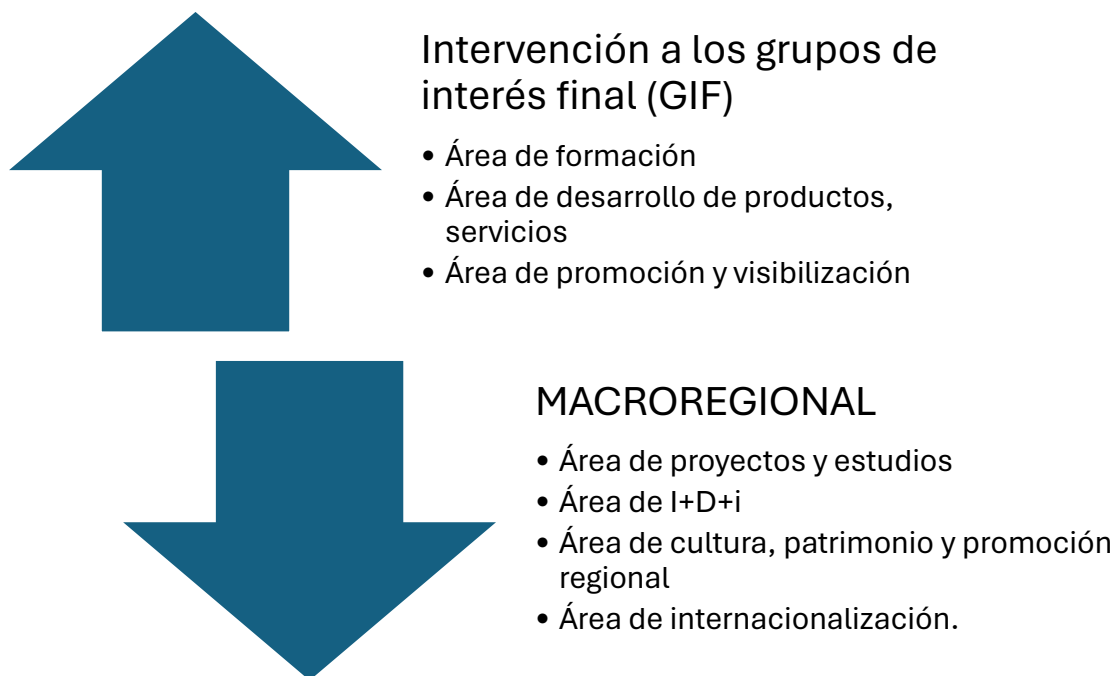 Intervención a los grupos de
interés final (GIF)
• Área de formación
• Área de desarrollo de productos,
servicios
• Área de promoción y visibilización
MACROREGIONAL
• Área de proyectos y estudios
• Área de I+D+i
• Área de cultura, patrimonio y promoción
regional
• Área de internacionalización.